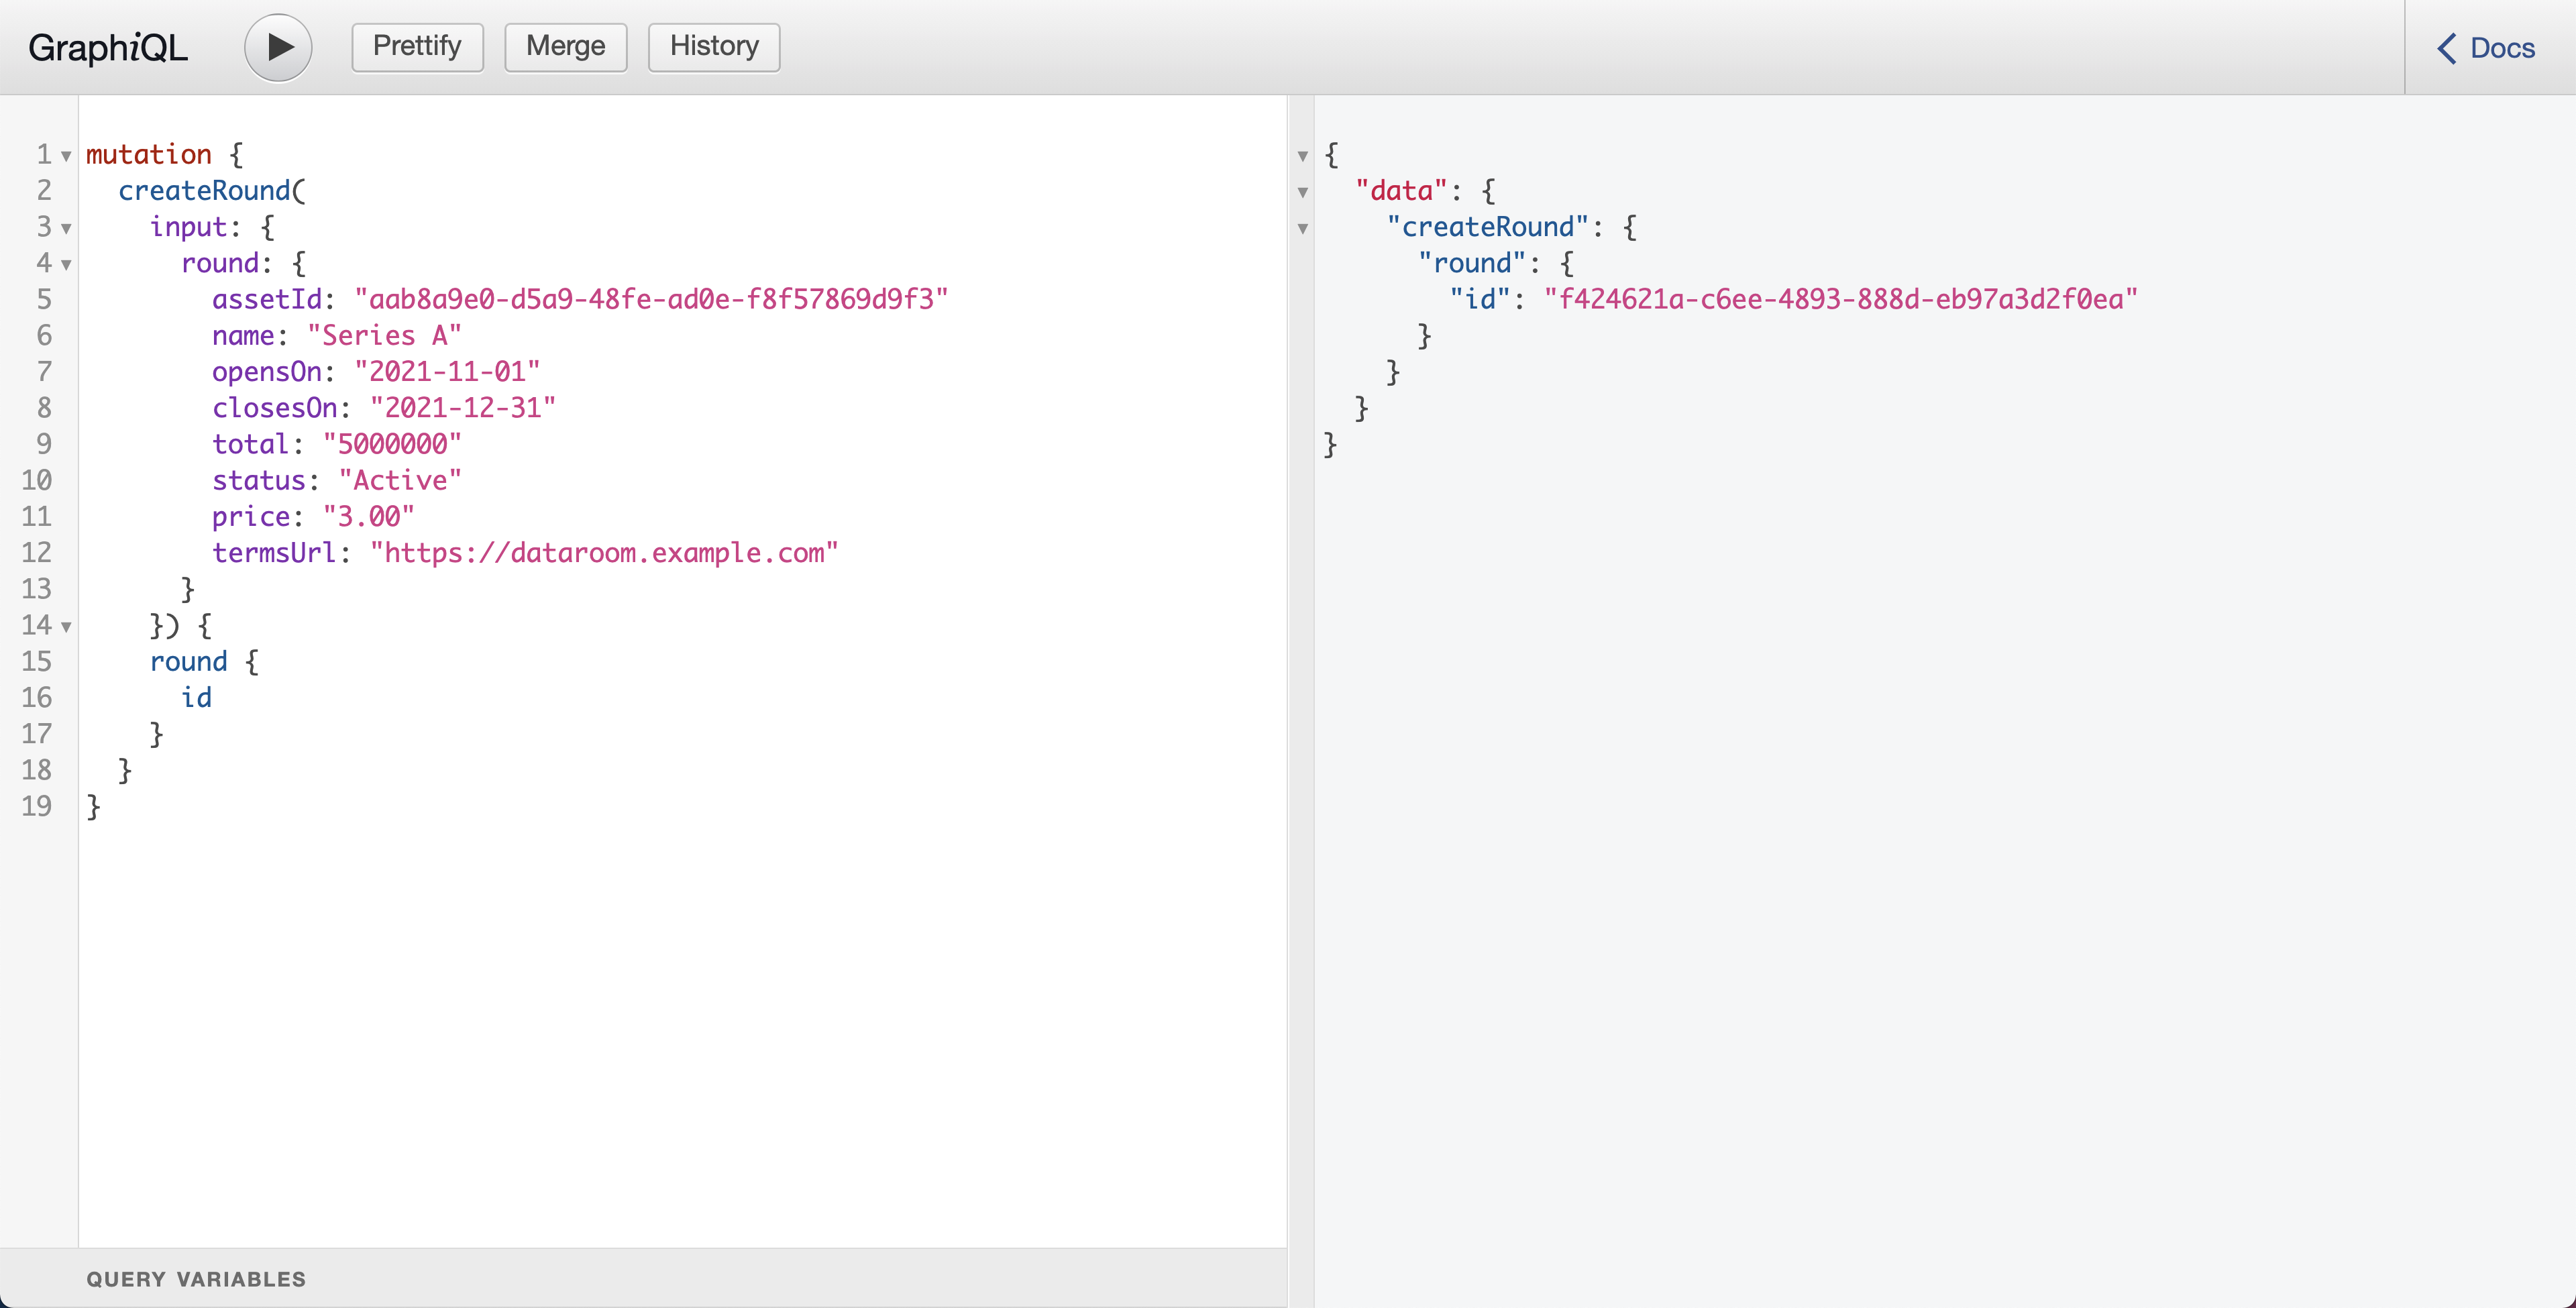 GraphiQL Prettify Merge History Docs
1 mutation {
2 createRound(
3 input: {
4 round: {
5 assetId: "aab8a9e0-d5a9-48fe-ad0e-f8f57869d9f3"
6 name: "Series A"
7 opensOn: "2021-11-01"
8 closesOn: "2021-12-31"
9 total: "5000000"
10 status: "Active"
11 price: "3.00"
12 termsUrl: "https://dataroom.example.com"
13 }
14 }) {
15 round {
16 id
17 }
18 }
19 }
QUERY VARIABLES
{
"data": {
"createRound": {
"round": {
"id": "f424621a-c6ee-4893-888d-eb97a3d2f0ea"
}
}
}
}